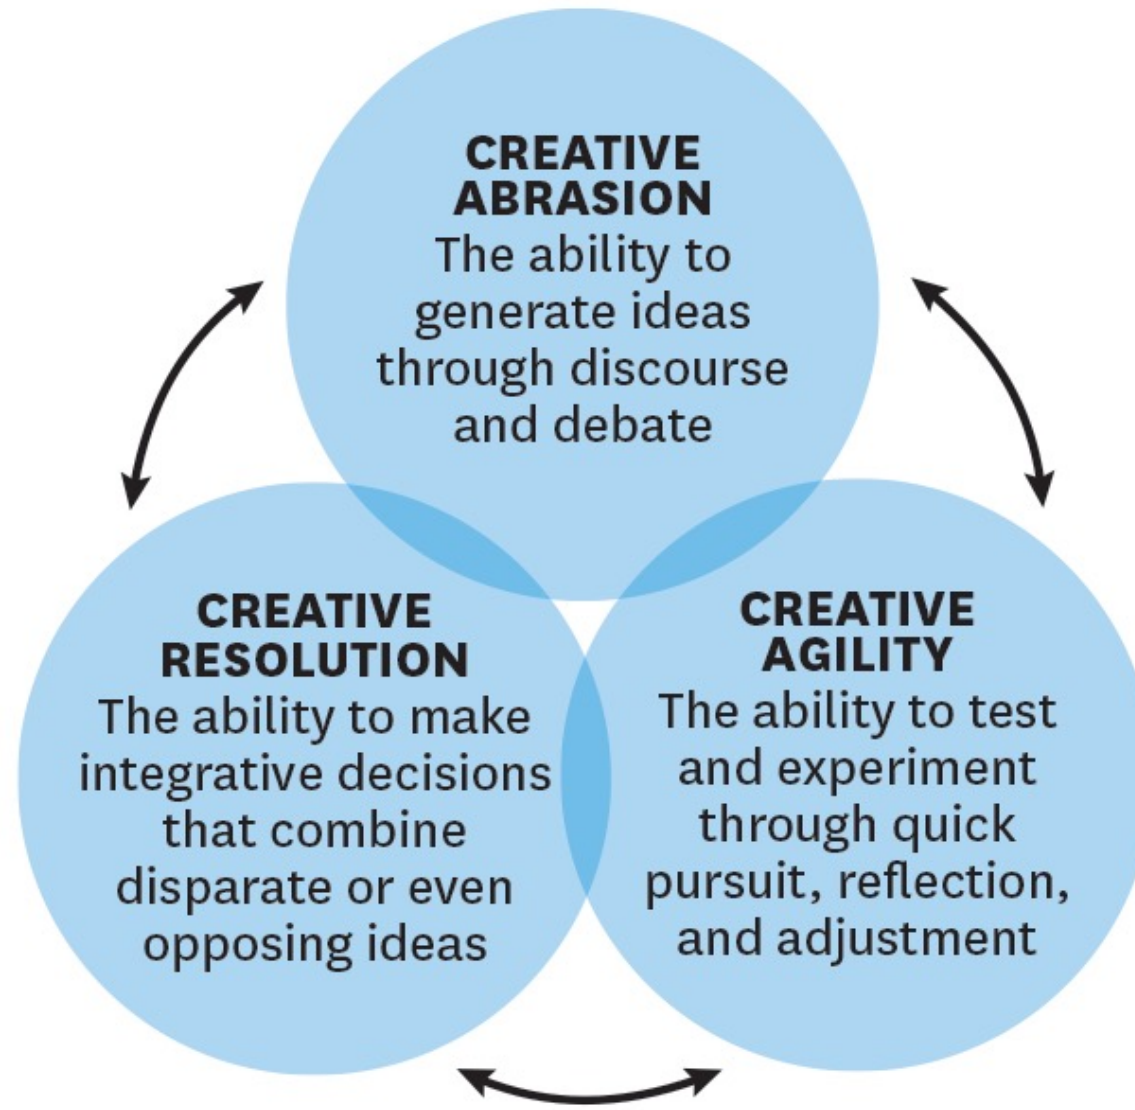 CREATIVE
ABRASION
The ability to
generate ideas
through discourse
and debate
CREATIVE
RESOLUTION
The ability to make
integrative decisions
that combine
disparate or even
opposing ideas
CREATIVE
AGILITY
The ability to test
and experiment
through quick
pursuit, reflection,
and adjustment